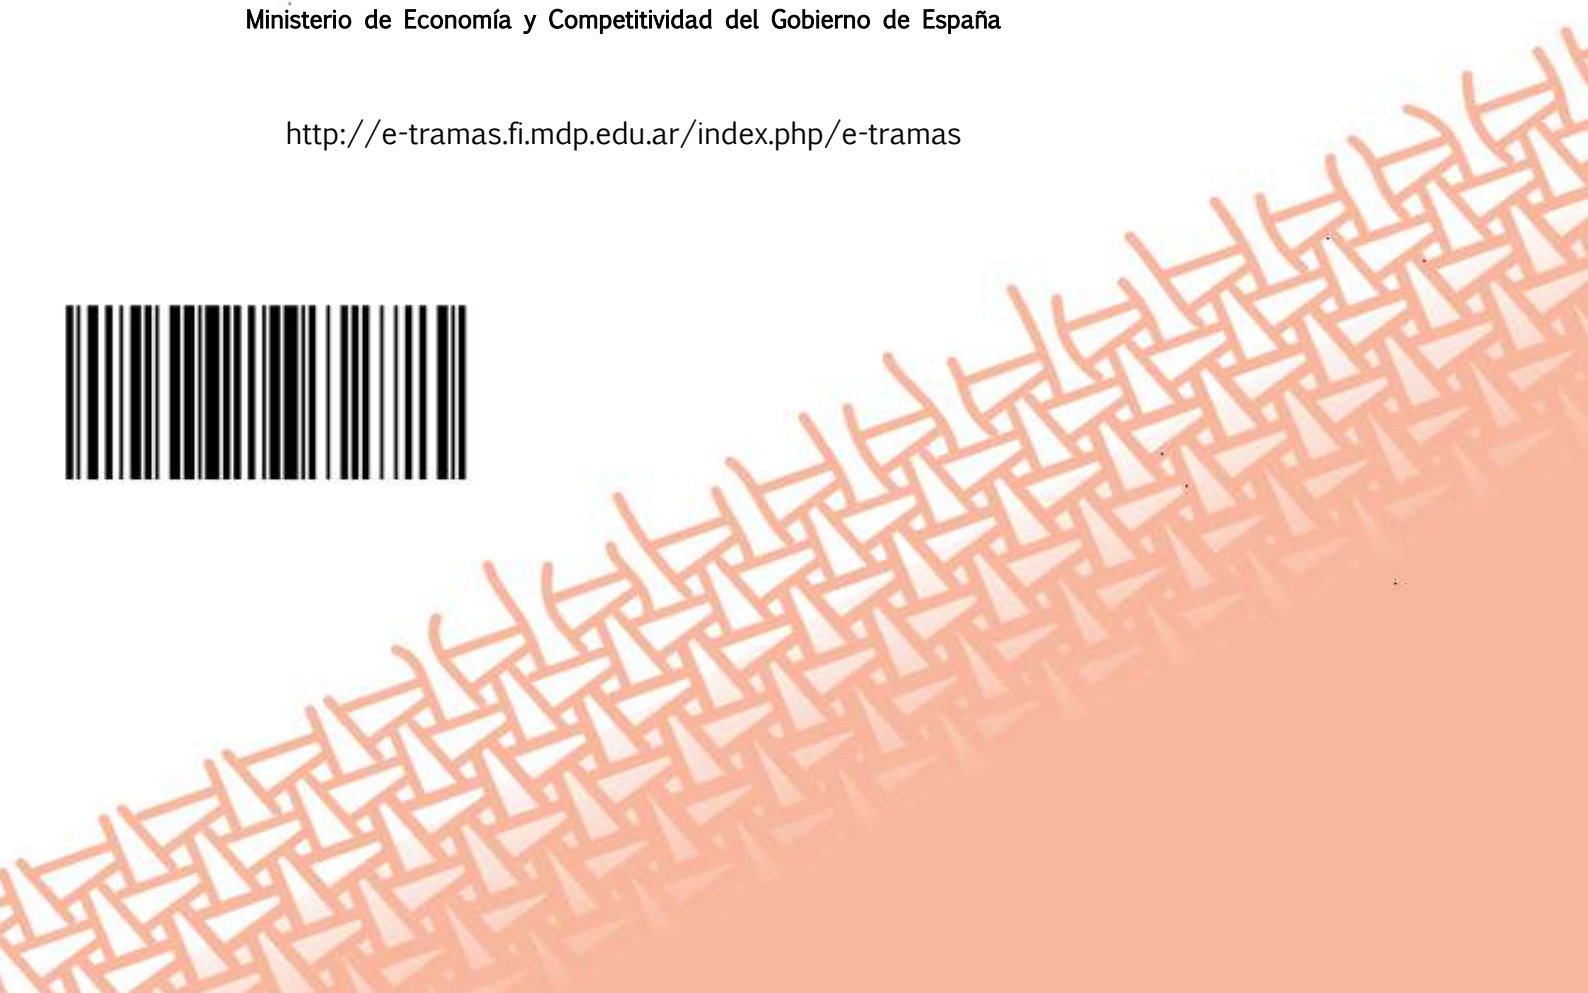 Ministerio de Economía y Competitividad del Gobierno de España
http://e-tramas.fi.mdp.edu.ar/index.php/e-tramas